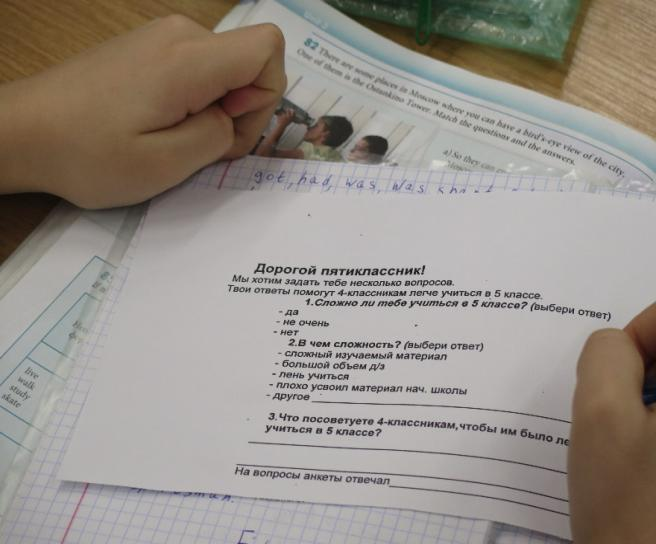 82 There are some places in Moscow where you can have a bird's-eye view of the city.
One of them is the Ostankino Tower. Match the questions and the answers.
a) So they can
got, had, was, was
Дорогой пятиклассник!
Мы хотим задать тебе несколько вопросов.
Твои ответы помогут 4-классникам легче учиться в 5 классе.
1.Сложно ли тебе учиться в 5 классе? (выбери ответ)
- да
- не очень
- нет
2.В чем сложность? (выбери ответ)
- сложный изучаемый материал
- большой объем д/з
- лень учиться
- плохо усвоил материал нач. школы
- другое
3.Что посоветуете 4-классникам,чтобы им было ле
учиться в 5 классе?
На вопросы анкеты отвечал
live
walk
study
skate